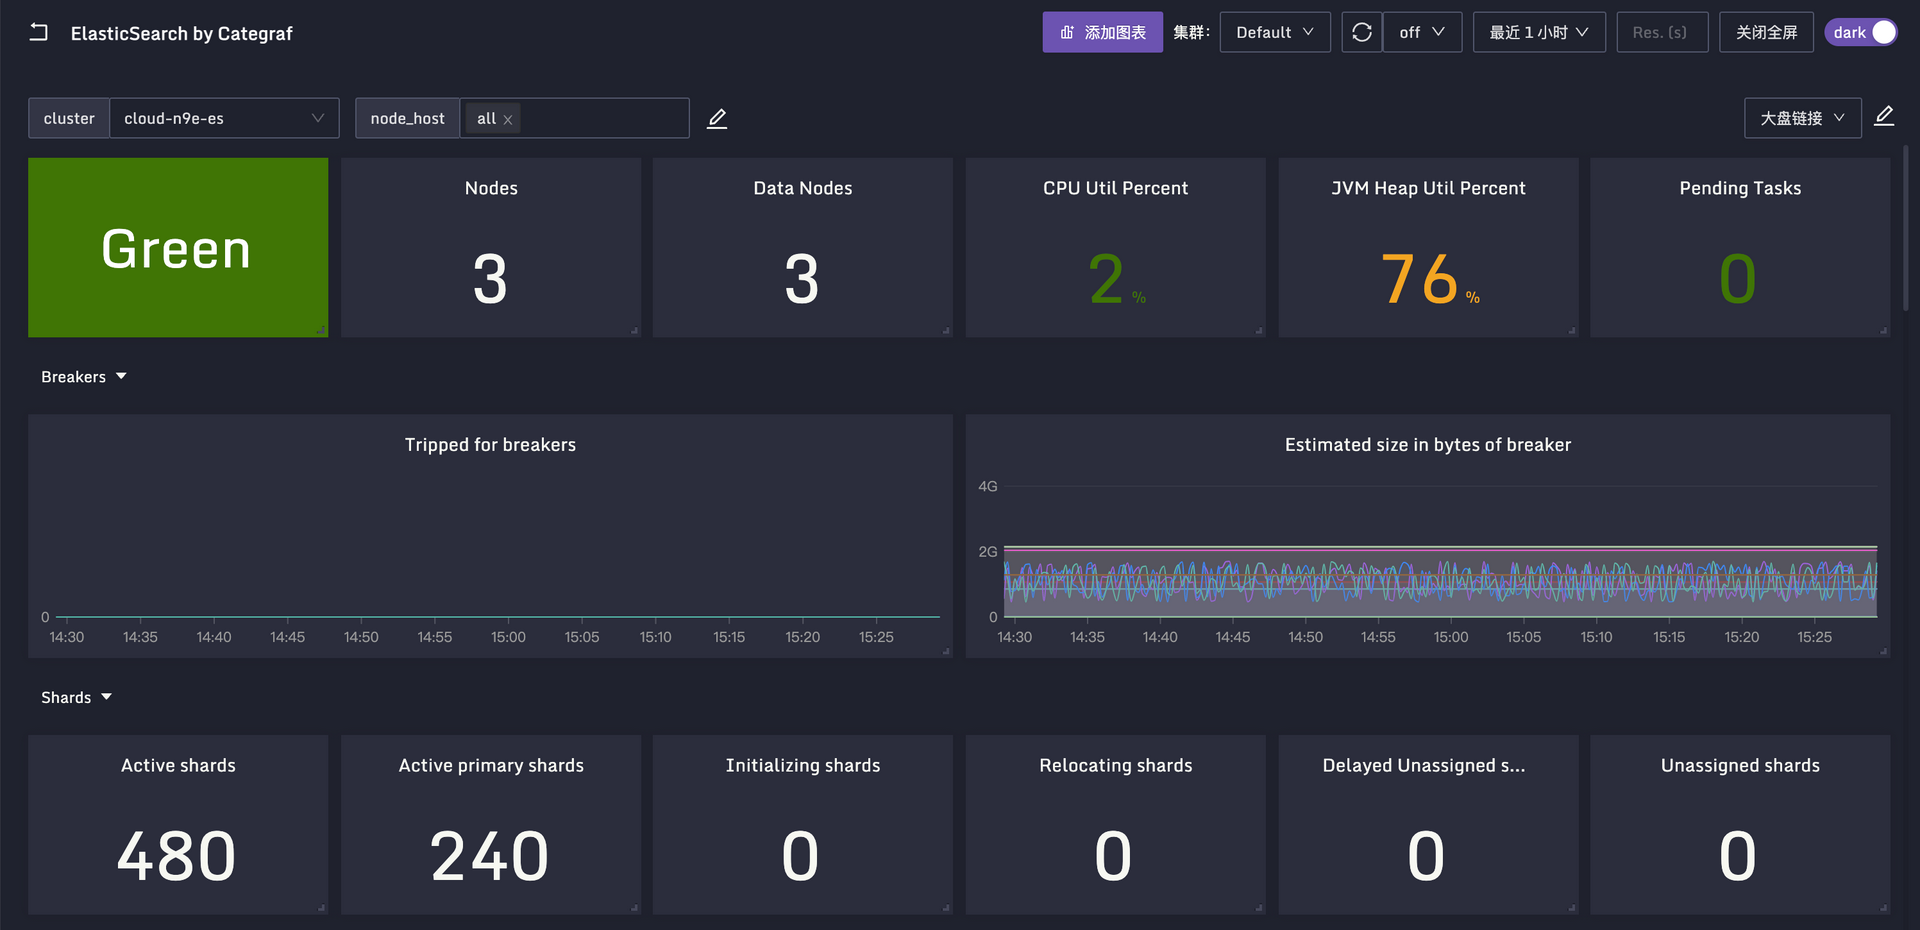 ElasticSearch by Categraf
添加图表 集群: Default off 最近 1 小时 Res. (s) 关闭全屏 dark
cluster cloud-n9e-es node_host all 大盘链接
Green
Nodes
3
Data Nodes
3
CPU Util Percent
2 %
JVM Heap Util Percent
76 %
Pending Tasks
0
Breakers
Tripped for breakers
0
14:30 14:35 14:40 14:45 14:50 14:55 15:00 15:05 15:10 15:15 15:20 15:25
Estimated size in bytes of breaker
4G
2G
0
14:30 14:35 14:40 14:45 14:50 14:55 15:00 15:05 15:10 15:15 15:20 15:25
Shards
Active shards
480
Active primary shards
240
Initializing shards
0
Relocating shards
0
Delayed Unassigned s...
0
Unassigned shards
0